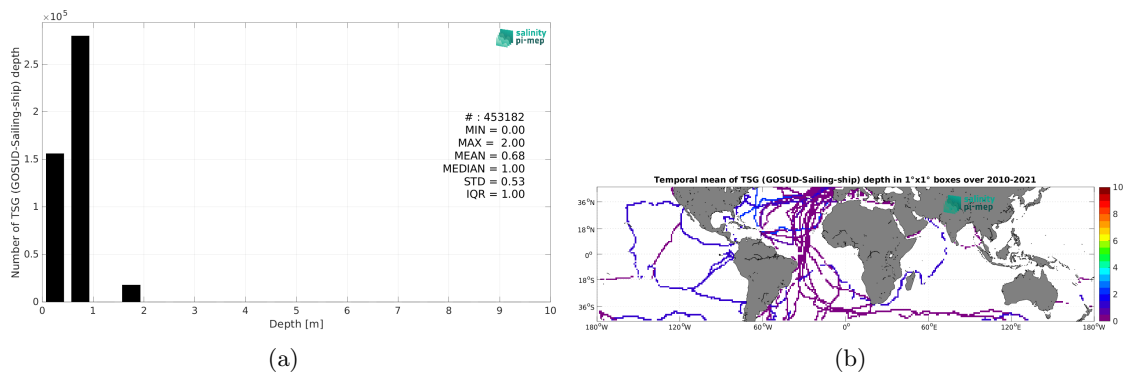 ×10⁵
Number of TSG (GOSUD-Sailing-ship) depth
2.5
2
1.5
1
0.5
0
0 1 2 3 4 5 6 7 8 9 10
Depth [m]
salinity
pi-mep
# : 453182
MIN = 0.00
MAX = 2.00
MEAN = 0.68
MEDIAN = 1.00
STD = 0.53
IQR = 1.00
(a)
Temporal mean of TSG (GOSUD-Sailing-ship) depth in 1°x1° boxes over 2010-2021
salinity
pi-mep
36°N
18°N
0°
18°S
36°S
180°W 120°W 60°W 0° 60°E 120°E 180°W
10
8
6
4
2
0
(b)